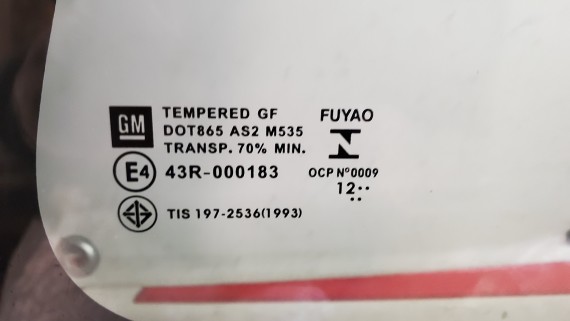 GM
TEMPERED GF
DOT865 AS2 M535
TRANSP. 70% MIN.
E4 43R-000183
TIS 197-2536(1993)
FUYAO
OCP Nº0009
12